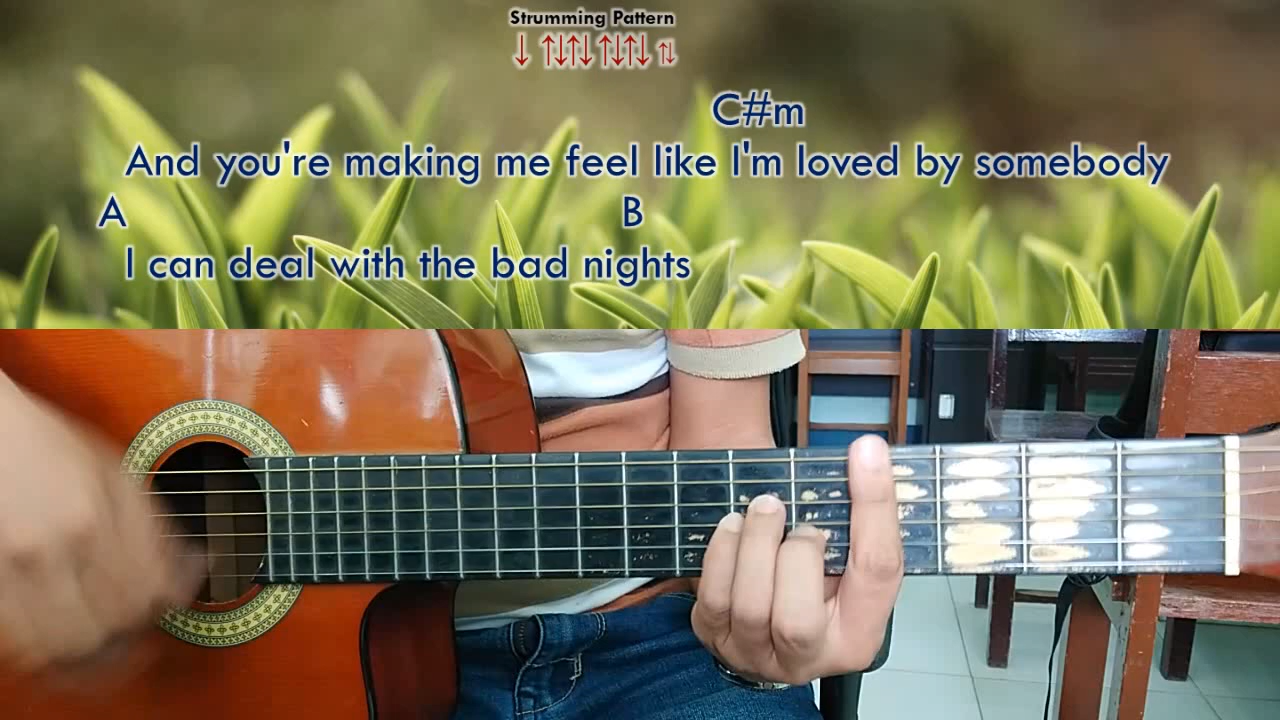 Strumming Pattern
↓ ↑↓↑↓ ↑↓↑↓ ↑↓
C#m
And you're making me feel like I'm loved by somebody
A B
I can deal with the bad nights